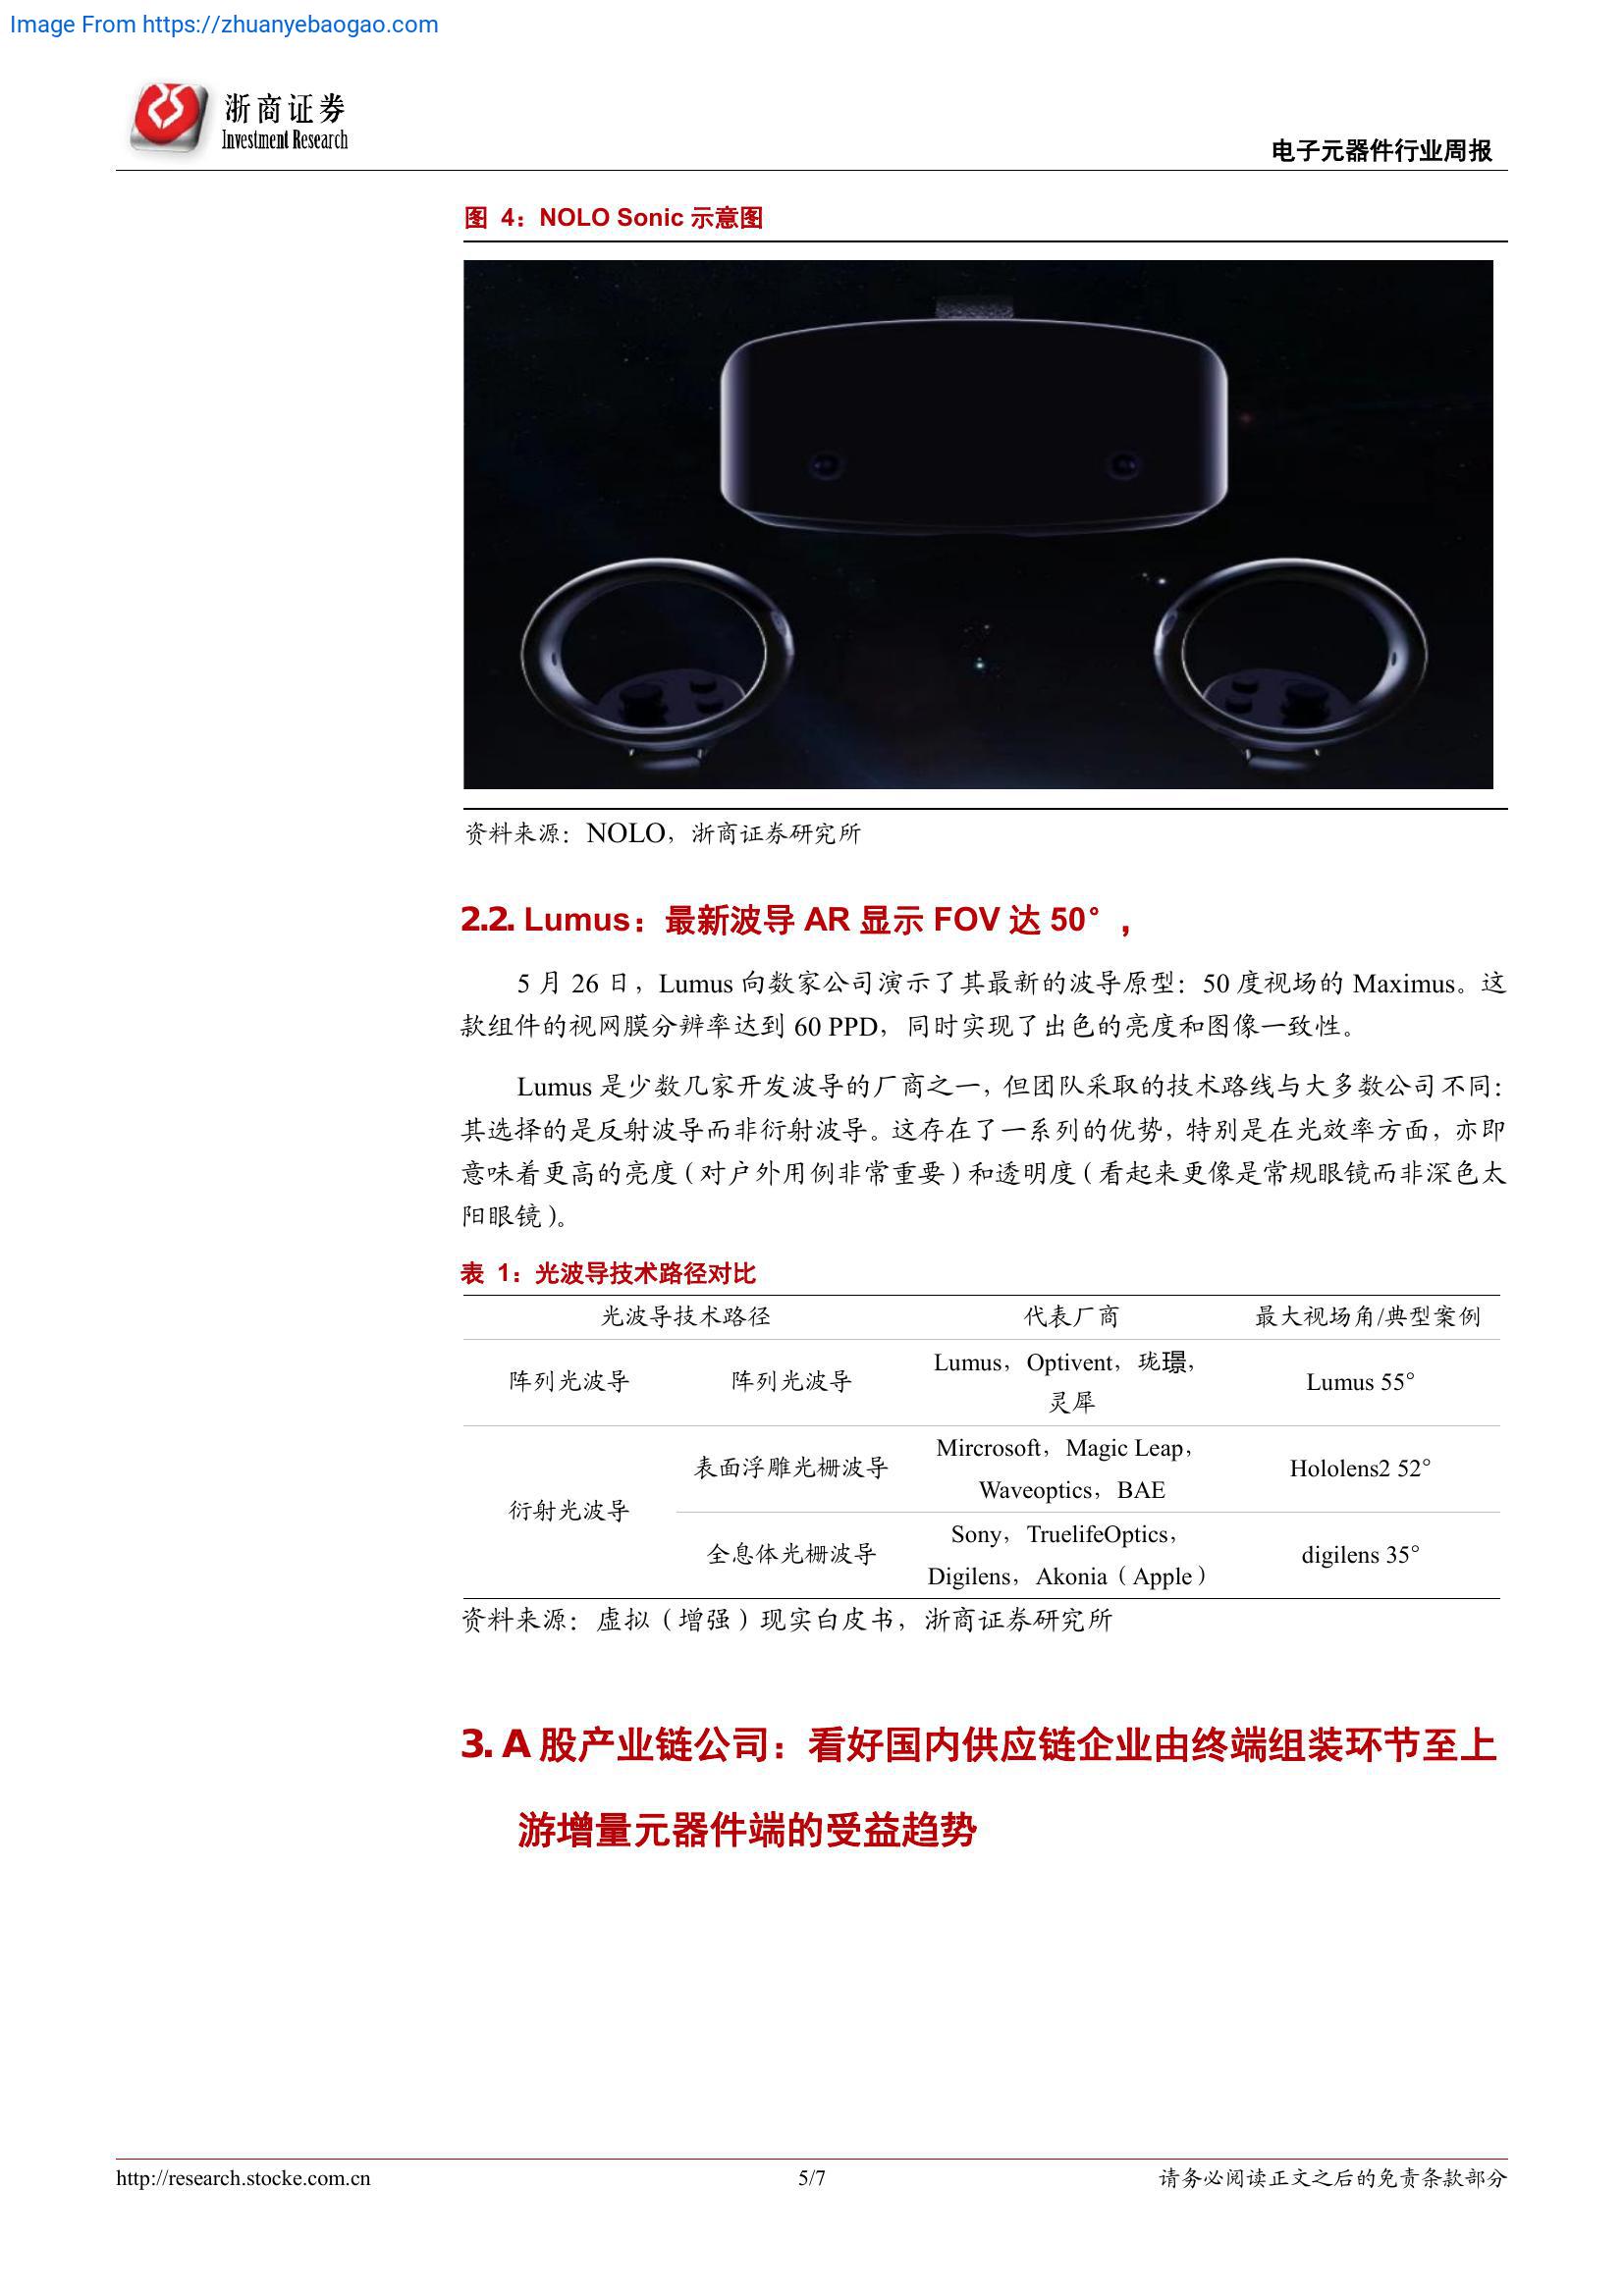 Image From https://zhuanyebaogao.com
浙商证券
Investment Research
电子元器件行业周报
图 4：NOLO Sonic 示意图
资料来源：NOLO，浙商证券研究所
2.2. Lumus：最新波导 AR 显示 FOV 达 50°，
5 月 26 日，Lumus 向数家公司演示了其最新的波导原型：50 度视场的 Maximus。这
款组件的视网膜分辨率达到 60 PPD，同时实现了出色的亮度和图像一致性。
Lumus 是少数几家开发波导的厂商之一，但团队采取的技术路线与大多数公司不同：
其选择的是反射波导而非衍射波导。这存在了一系列的优势，特别是在光效率方面，亦即
意味着更高的亮度（对户外用例非常重要）和透明度（看起来更像是常规眼镜而非深色太
阳眼镜）。
表 1：光波导技术路径对比
光波导技术路径 代表厂商 最大视场角/典型案例
阵列光波导 阵列光波导 Lumus，Optivent，珑璟，
灵犀 Lumus 55°
衍射光波导 表面浮雕光栅波导 Mircrosoft，Magic Leap，
Waveoptics，BAE Hololens2 52°
全息体光栅波导 Sony，TruelifeOptics，
Digilens，Akonia（Apple） digilens 35°
资料来源：虚拟（增强）现实白皮书，浙商证券研究所
3. A 股产业链公司：看好国内供应链企业由终端组装环节至上
游增量元器件端的受益趋势
http://research.stocke.com.cn 5/7 请务必阅读正文之后的免责条款部分